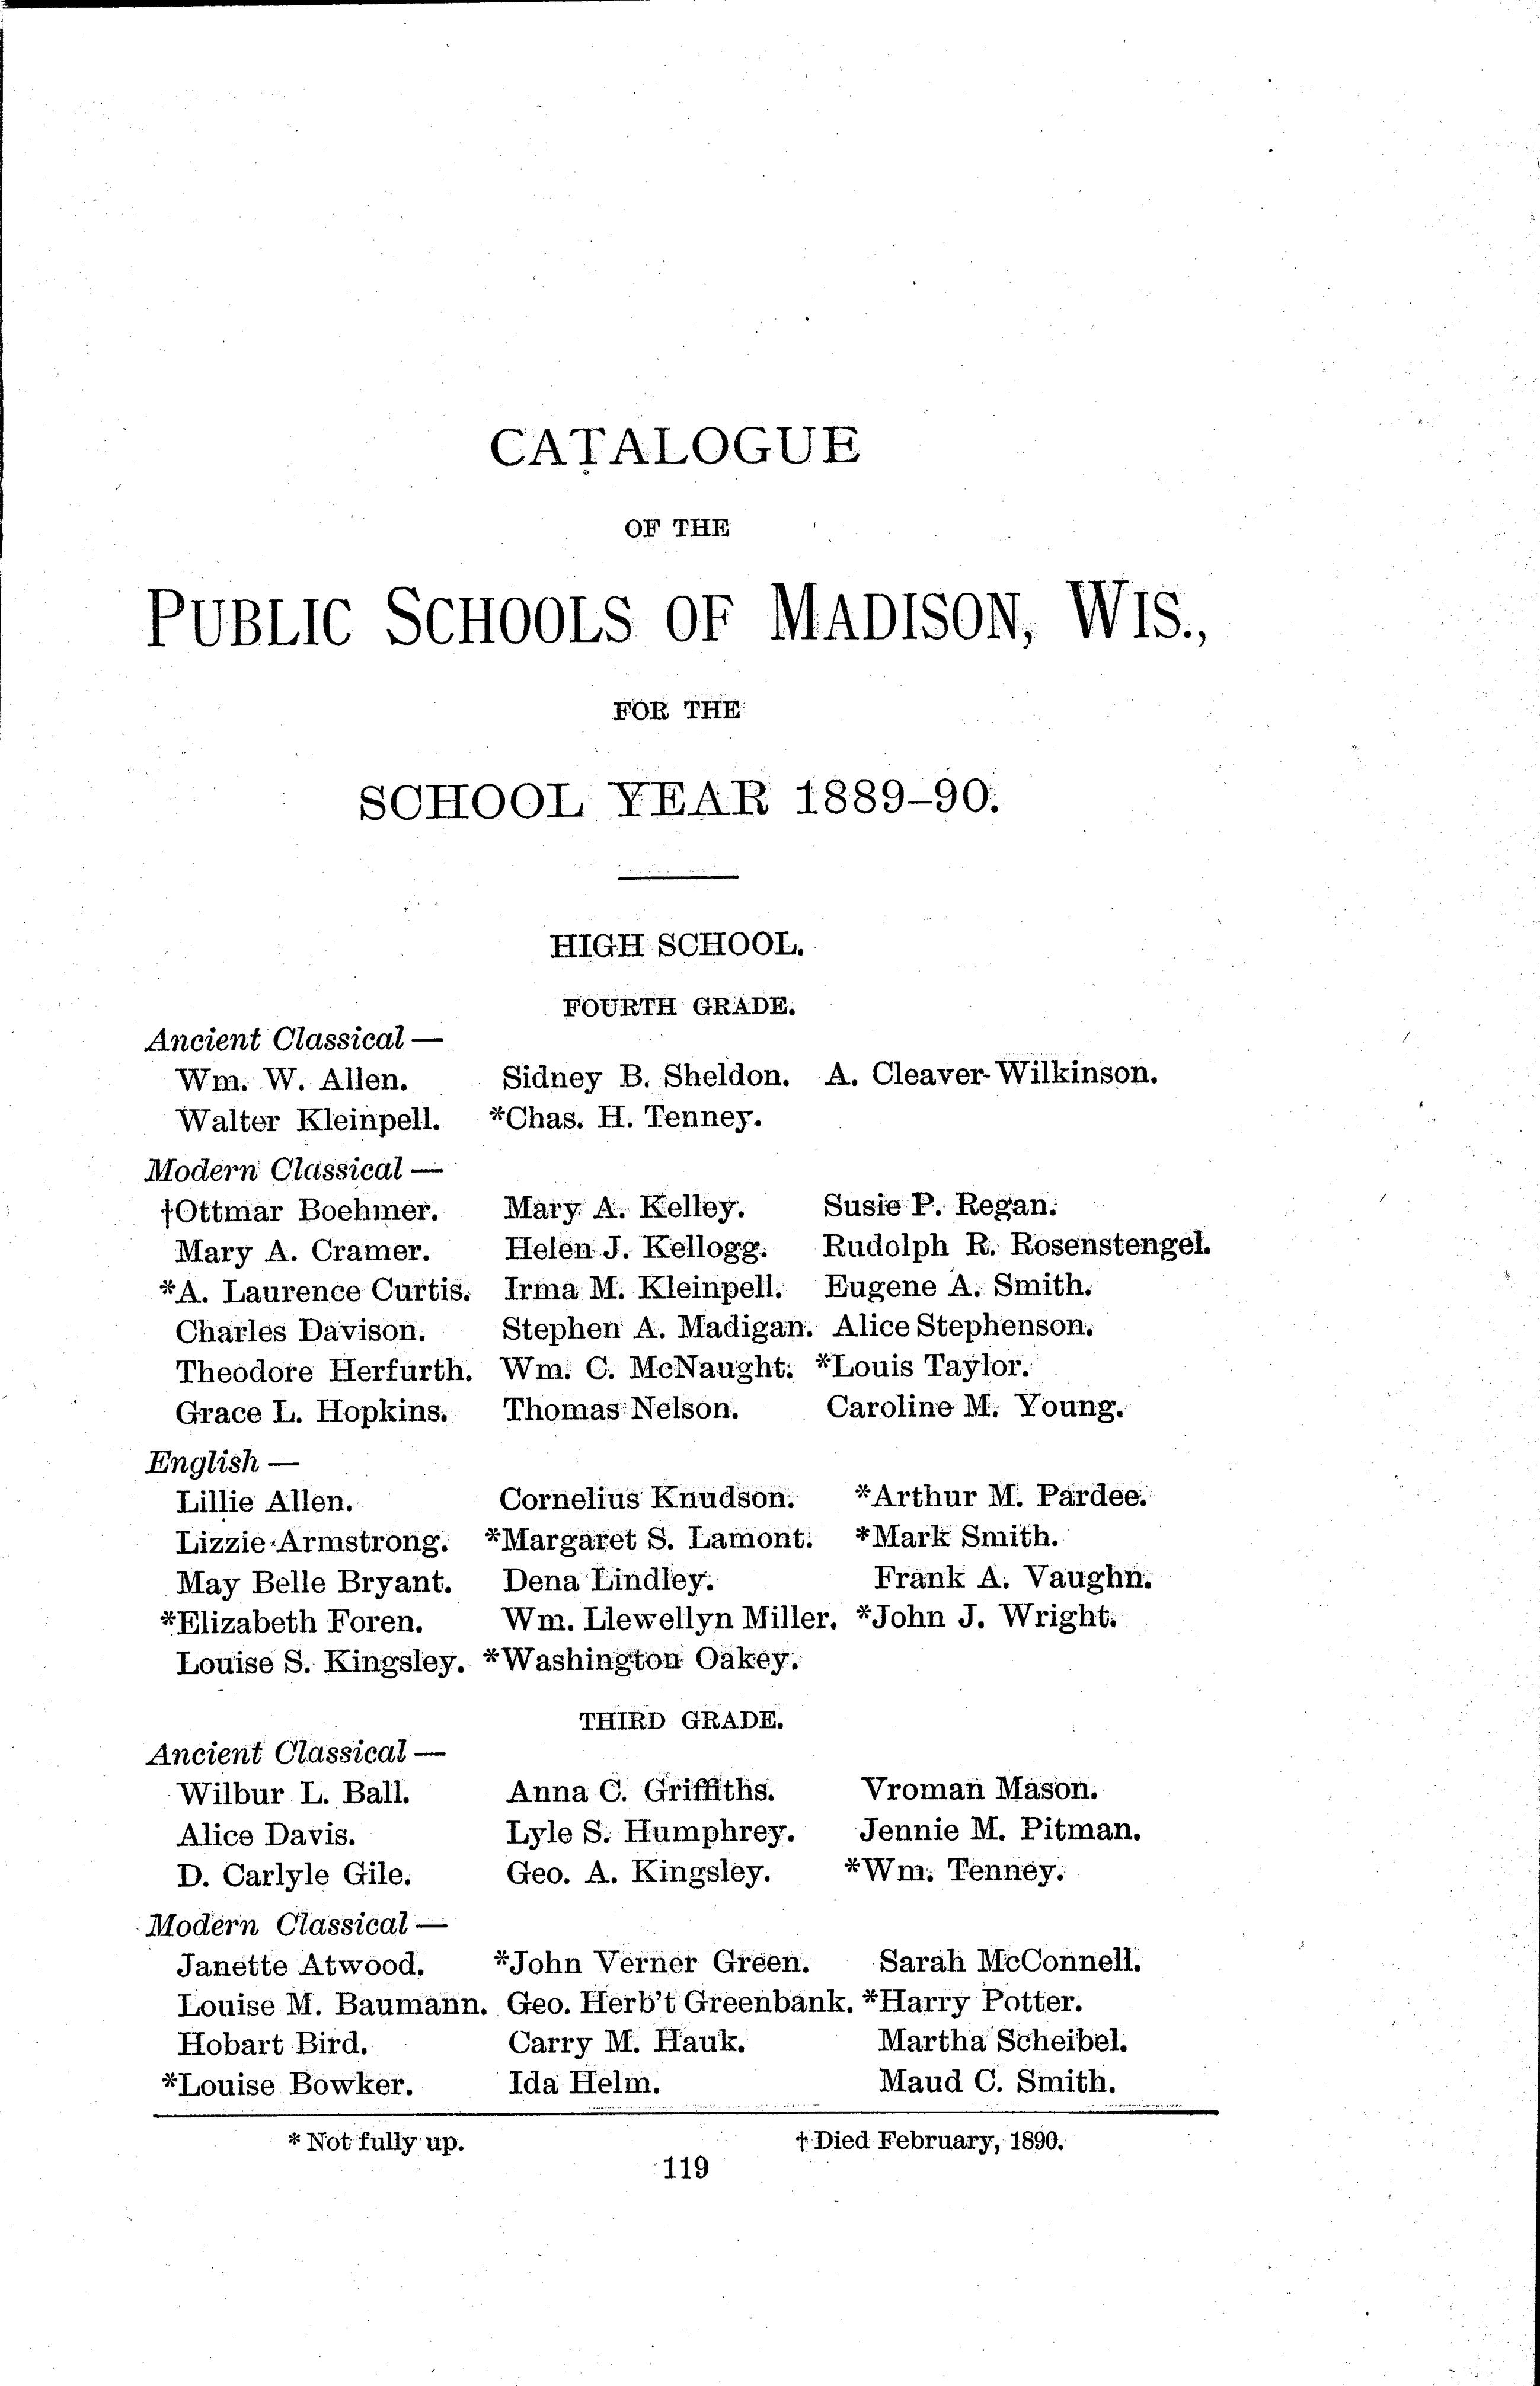 CATALOGUE
OF THE
PUBLIC SCHOOLS OF MADISON, WIS.,
FOR THE
SCHOOL YEAR 1889-90.
HIGH SCHOOL.
FOURTH GRADE.
Ancient Classical —
Wm. W. Allen. Sidney B. Sheldon. A. Cleaver-Wilkinson.
Walter Kleinpell. *Chas. H. Tenney.
Modern Classical —
†Ottmar Boehmer. Mary A. Kelley. Susie P. Regan.
Mary A. Cramer. Helen J. Kellogg. Rudolph R. Rosenstengel.
*A. Laurence Curtis. Irma M. Kleinpell. Eugene A. Smith.
Charles Davison. Stephen A. Madigan. Alice Stephenson.
Theodore Herfurth. Wm. C. McNaught. *Louis Taylor.
Grace L. Hopkins. Thomas Nelson. Caroline M. Young.
English —
Lillie Allen. Cornelius Knudson. *Arthur M. Pardee.
Lizzie Armstrong. *Margaret S. Lamont. *Mark Smith.
May Belle Bryant. Dena Lindley. Frank A. Vaughn.
*Elizabeth Foren. Wm. Llewellyn Miller. *John J. Wright.
Louise S. Kingsley. *Washington Oakey.
THIRD GRADE.
Ancient Classical —
Wilbur L. Ball. Anna C. Griffiths. Vroman Mason.
Alice Davis. Lyle S. Humphrey. Jennie M. Pitman.
D. Carlyle Gile. Geo. A. Kingsley. *Wm. Tenney.
Modern Classical —
Janette Atwood. *John Verner Green. Sarah McConnell.
Louise M. Baumann. Geo. Herb't Greenbank. *Harry Potter.
Hobart Bird. Carry M. Hauk. Martha Scheibel.
*Louise Bowker. Ida Helm. Maud C. Smith.
* Not fully up. † Died February, 1890.
119